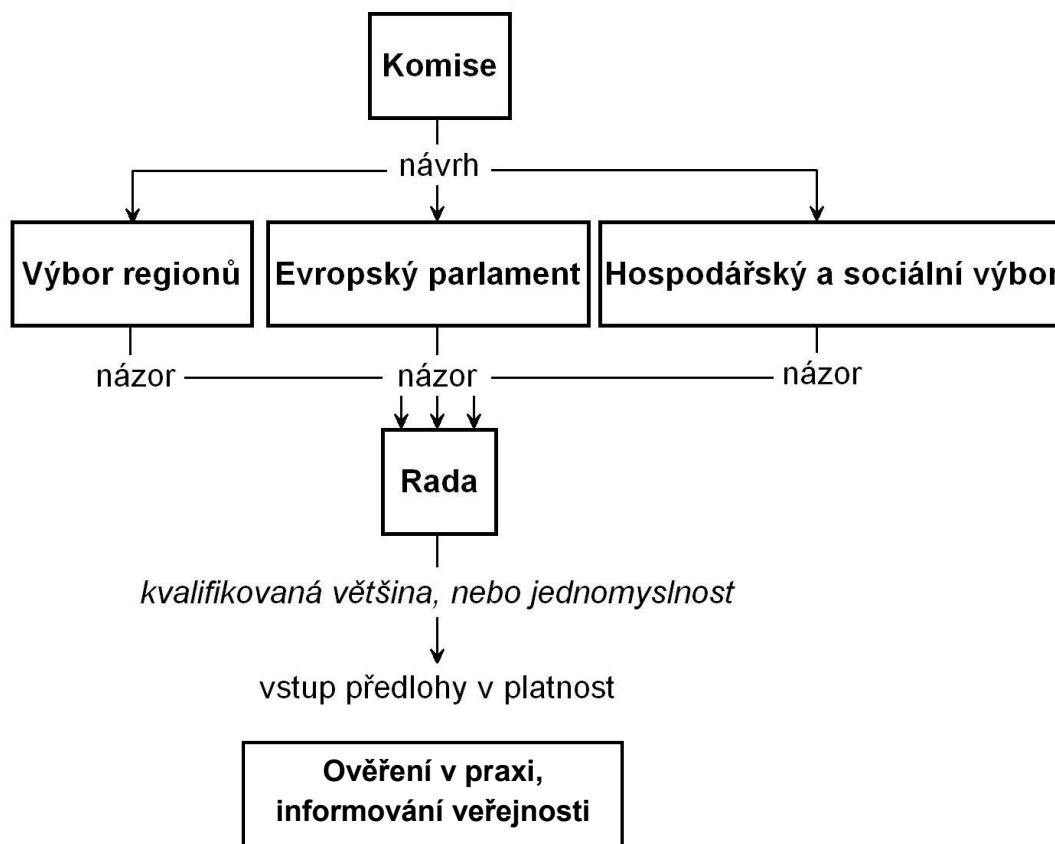 Komise
návrh
Výbor regionů Evropský parlament Hospodářský a sociální výbor
názor názor názor
Rada
kvalifikovaná většina, nebo jednomyslnost
vstup předlohy v platnost
Ověření v praxi,
informování veřejnosti